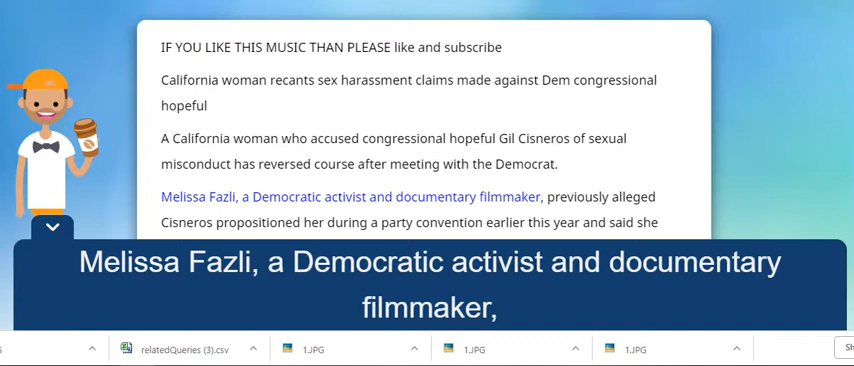 IF YOU LIKE THIS MUSIC THAN PLEASE like and subscribe
California woman recants sex harassment claims made against Dem congressional
hopeful
A California woman who accused congressional hopeful Gil Cisneros of sexual
misconduct has reversed course after meeting with the Democrat.
Melissa Fazli, a Democratic activist and documentary filmmaker, previously alleged
Cisneros propositioned her during a party convention earlier this year and said she
Melissa Fazli, a Democratic activist and documentary
filmmaker,
relatedQueries (3).csv
1.JPG
1.JPG
1.JPG